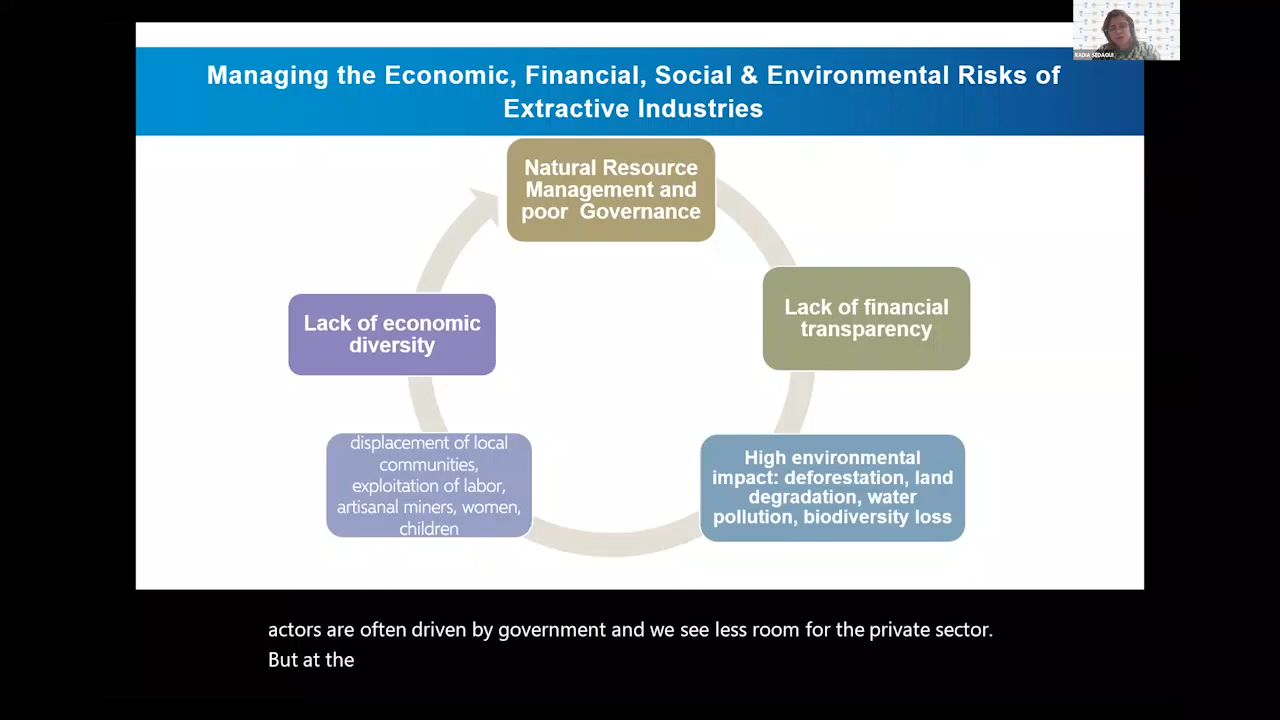 RADIA SEDAOUI
Managing the Economic, Financial, Social & Environmental Risks of
Extractive Industries
Natural Resource
Management and
poor Governance
Lack of financial
transparency
High environmental
impact: deforestation, land
degradation, water
pollution, biodiversity loss
displacement of local
communities,
exploitation of labor,
artisanal miners, women,
children
Lack of economic
diversity
actors are often driven by government and we see less room for the private sector.
But at the